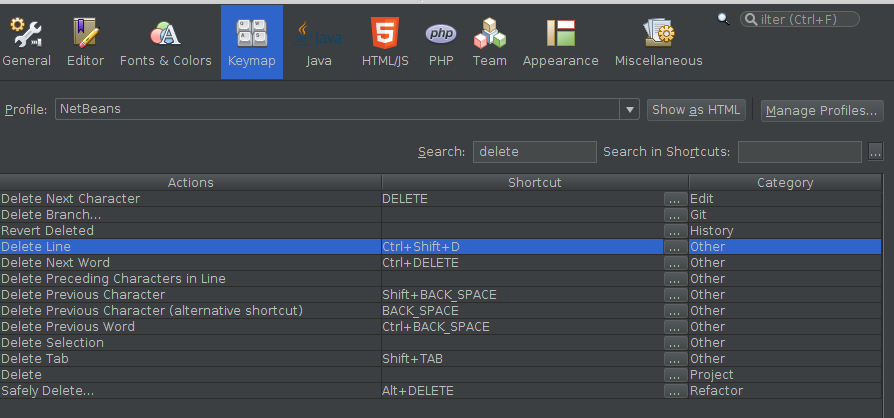 ilter (Ctrl+F)
General Editor Fonts & Colors Keymap Java HTML/JS PHP Team Appearance Miscellaneous
Profile: NetBeans Show as HTML Manage Profiles...
Search: delete Search in Shortcuts: ...
Actions Shortcut Category
Delete Next Character DELETE ... Edit
Delete Branch... ... Git
Revert Deleted ... History
Delete Line Ctrl+Shift+D ... Other
Delete Next Word Ctrl+DELETE ... Other
Delete Preceding Characters in Line ... Other
Delete Previous Character Shift+BACK_SPACE ... Other
Delete Previous Character (alternative shortcut) BACK_SPACE ... Other
Delete Previous Word Ctrl+BACK_SPACE ... Other
Delete Selection ... Other
Delete Tab Shift+TAB ... Other
Delete ... Project
Safely Delete... Alt+DELETE ... Refactor